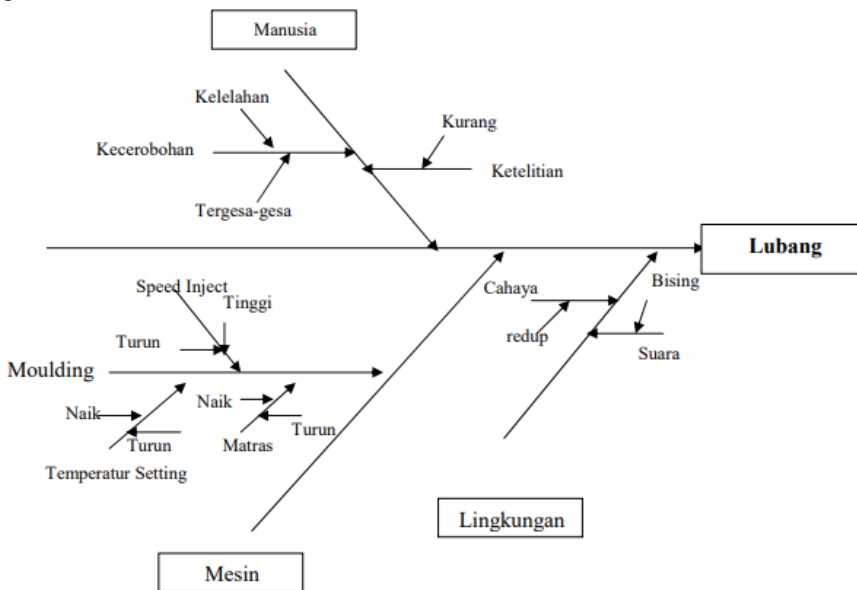 Manusia
Kelelahan
Kurang
Kecerobohan
Ketelitian
Tergesa-gesa
Lubang
Speed Inject
Tinggi
Cahaya
Bising
Turun
redup
Suara
Moulding
Naik
Naik
Turun
Turun
Matras
Temperatur Setting
Lingkungan
Mesin